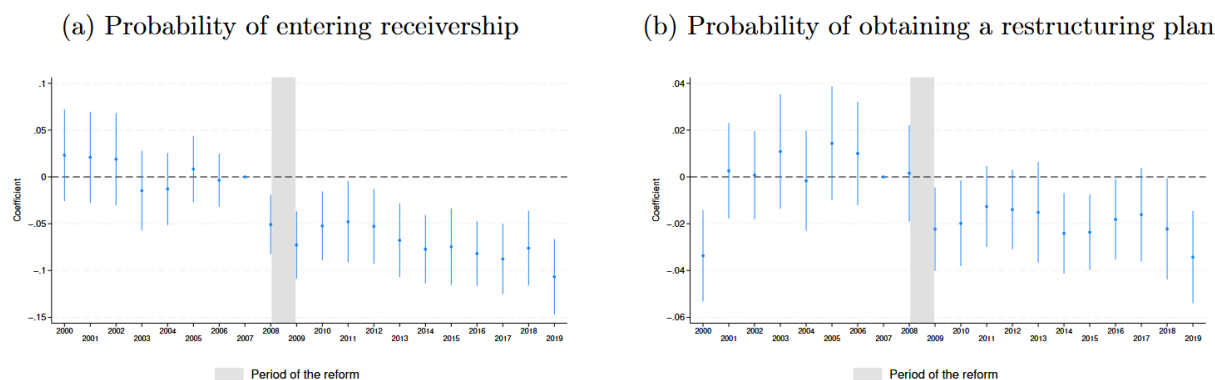 (a) Probability of entering receivership
.1
.05
0
-.05
-.1
-.15
Coefficient
2000 2002 2004 2006 2008 2010 2012 2014 2016 2018
2001 2003 2005 2007 2009 2011 2013 2015 2017 2019
Period of the reform
(b) Probability of obtaining a restructuring plan
.04
.02
0
-.02
-.04
-.06
Coefficient
2000 2002 2004 2006 2008 2010 2012 2014 2016 2018
2001 2003 2005 2007 2009 2011 2013 2015 2017 2019
Period of the reform